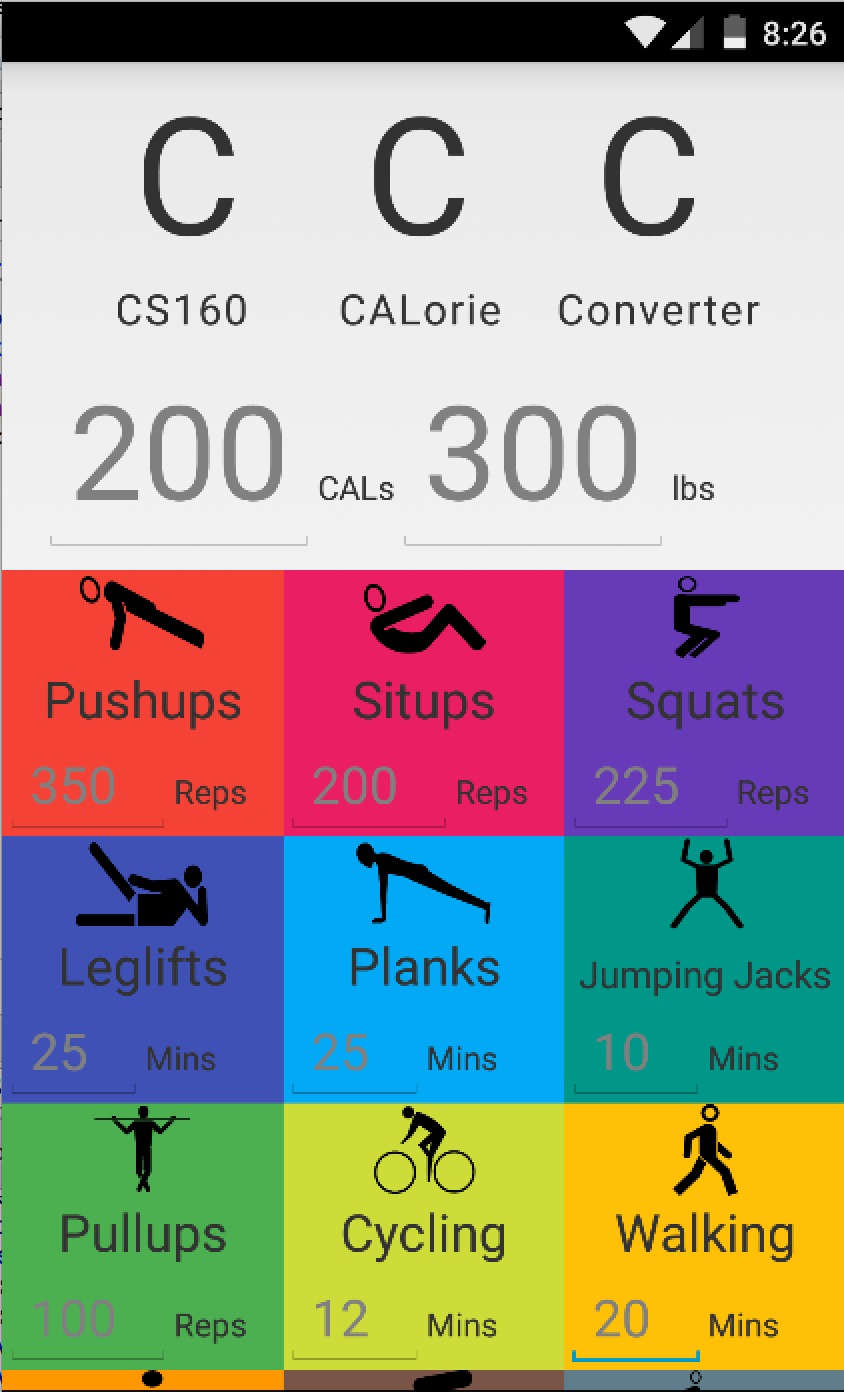 8:26
C C C
CS160 CALorie Converter
200 CALs 300 lbs
Pushups Situps Squats
350 Reps 200 Reps 225 Reps
Leglifts Planks Jumping Jacks
25 Mins 25 Mins 10 Mins
Pullups Cycling Walking
100 Reps 12 Mins 20 Mins